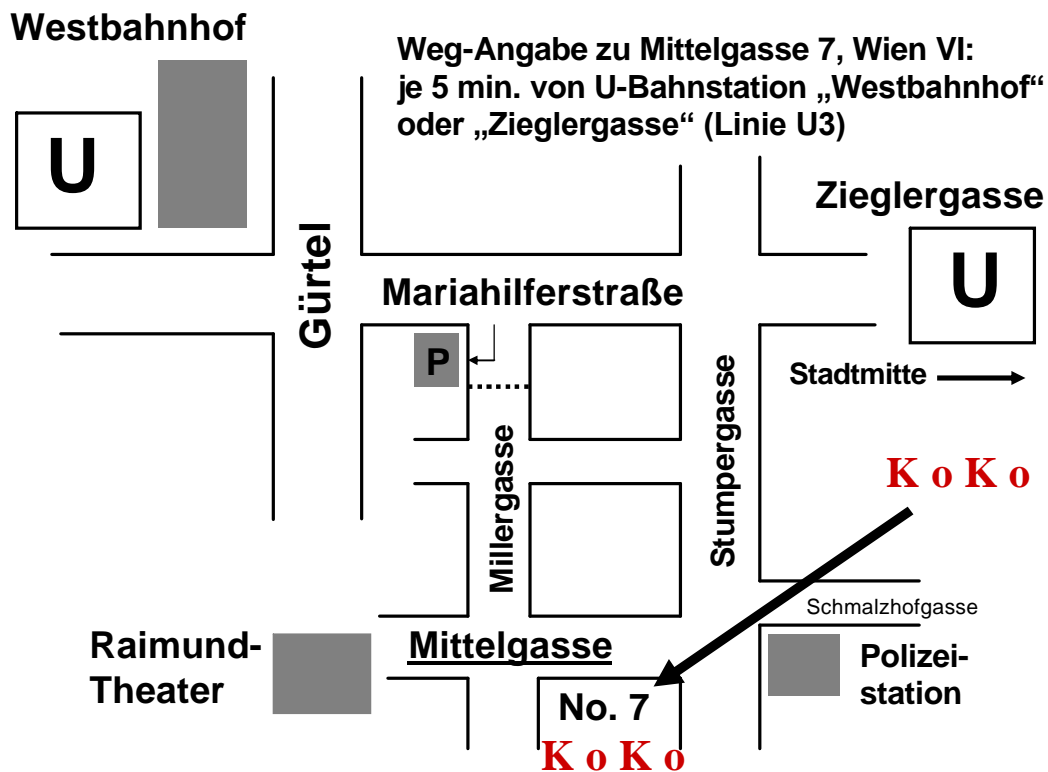 Westbahnhof
Weg-Angabe zu Mittelgasse 7, Wien VI:
je 5 min. von U-Bahnstation „Westbahnhof“
oder „Zieglergasse“ (Linie U3)
U
Zieglergasse
U
Gürtel
Mariahilferstraße
P
Stadtmitte
Millergasse
Stumpergasse
K o K o
Schmalzhofgasse
Raimund-
Theater
Mittelgasse
Polizei-
station
No. 7
K o K o